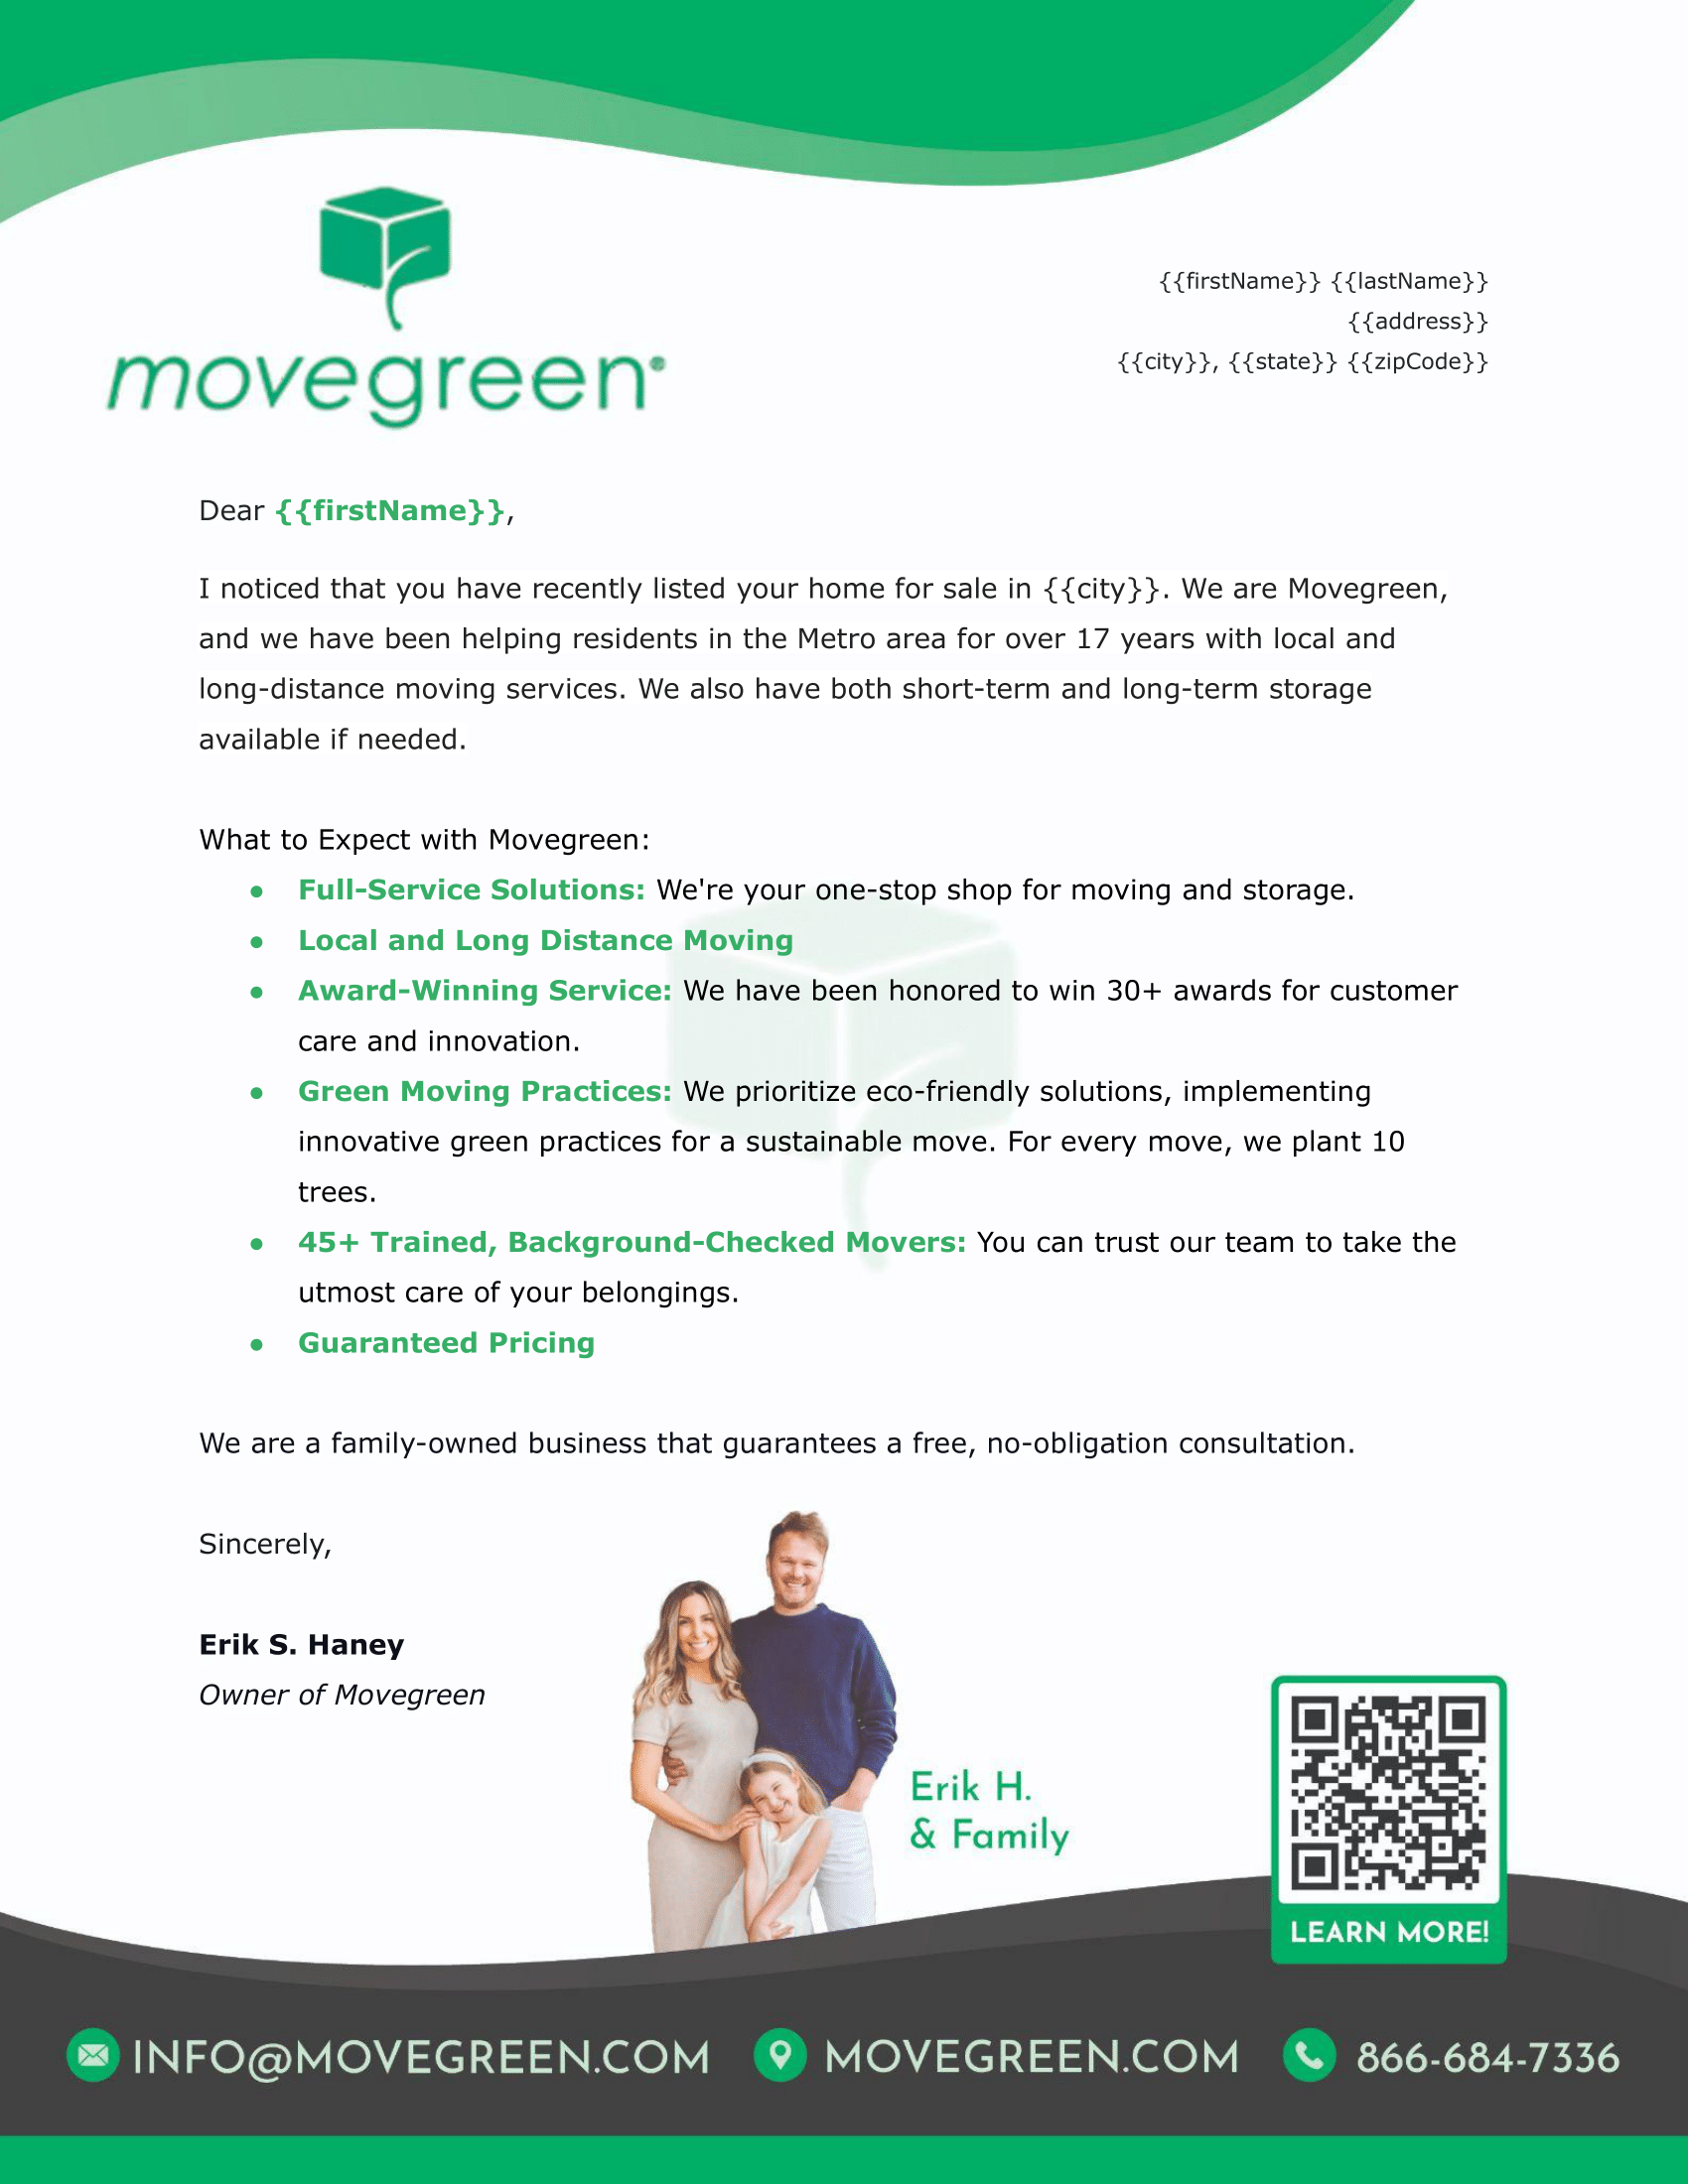 movegreen®
{{firstName}} {{lastName}}
{{address}}
{{city}}, {{state}} {{zipCode}}
Dear {{firstName}},
I noticed that you have recently listed your home for sale in {{city}}. We are Movegreen,
and we have been helping residents in the Metro area for over 17 years with local and
long-distance moving services. We also have both short-term and long-term storage
available if needed.
What to Expect with Movegreen:
● Full-Service Solutions: We're your one-stop shop for moving and storage.
● Local and Long Distance Moving
● Award-Winning Service: We have been honored to win 30+ awards for customer
care and innovation.
● Green Moving Practices: We prioritize eco-friendly solutions, implementing
innovative green practices for a sustainable move. For every move, we plant 10
trees.
● 45+ Trained, Background-Checked Movers: You can trust our team to take the
utmost care of your belongings.
● Guaranteed Pricing
We are a family-owned business that guarantees a free, no-obligation consultation.
Sincerely,
Erik S. Haney
Owner of Movegreen
Erik H.
& Family
LEARN MORE!
INFO@MOVEGREEN.COM
MOVEGREEN.COM
866-684-7336